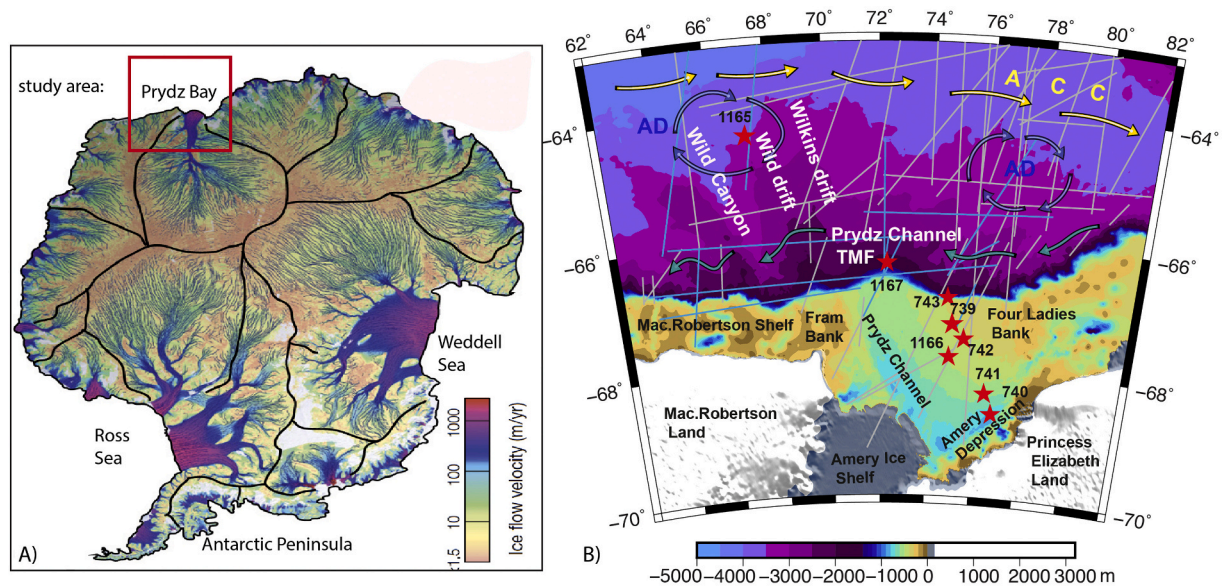 study area:
Prydz Bay
Weddell
Sea
Ross
Sea
Antarctic Peninsula
A)
1000
100
10
<1.5
Ice flow velocity (m/yr)
B)
62°
64°
66°
68°
70°
72°
74°
76°
78°
80°
82°
−64°
−66°
−68°
−70°
−64°
−66°
−68°
−70°
A C C
AD
AD
1165
Wild Canyon
Wild drift
Wilkins drift
Prydz Channel
TMF
1167
743
739
1166
742
741
740
Mac.Robertson Shelf
Fram
Bank
Four Ladies
Bank
Prydz Channel
Amery
Depression
Mac.Robertson
Land
Amery Ice
Shelf
Princess
Elizabeth
Land
−5000 −4000 −3000 −2000 −1000 0 1000 2000 3000 m